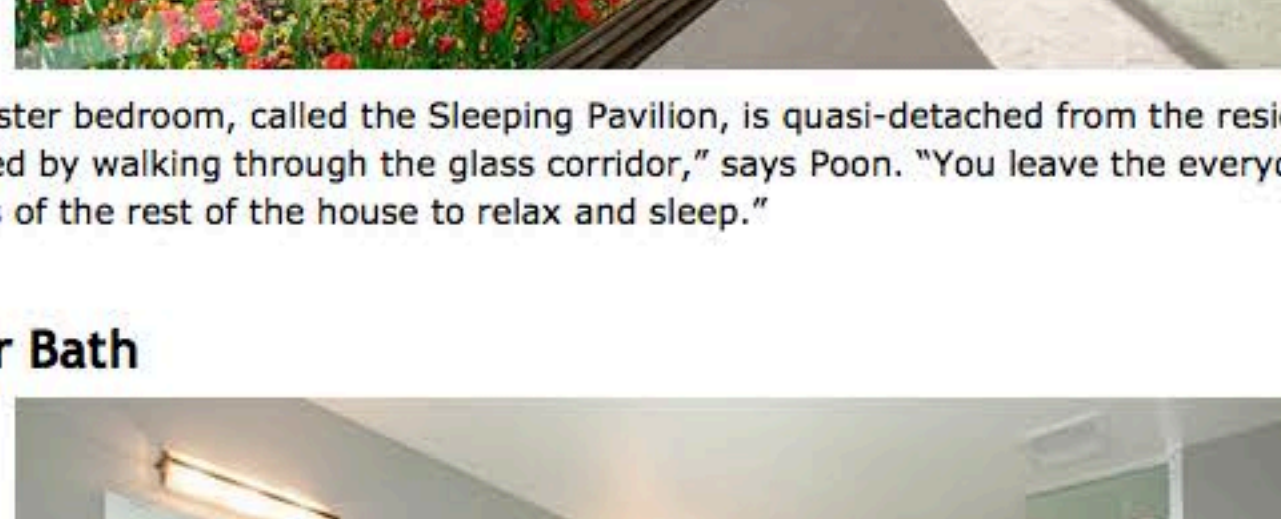 ster bedroom, called the Sleeping Pavilion, is quasi-detached from the resi
ed by walking through the glass corridor,” says Poon. “You leave the every
s of the rest of the house to relax and sleep.”
r Bath